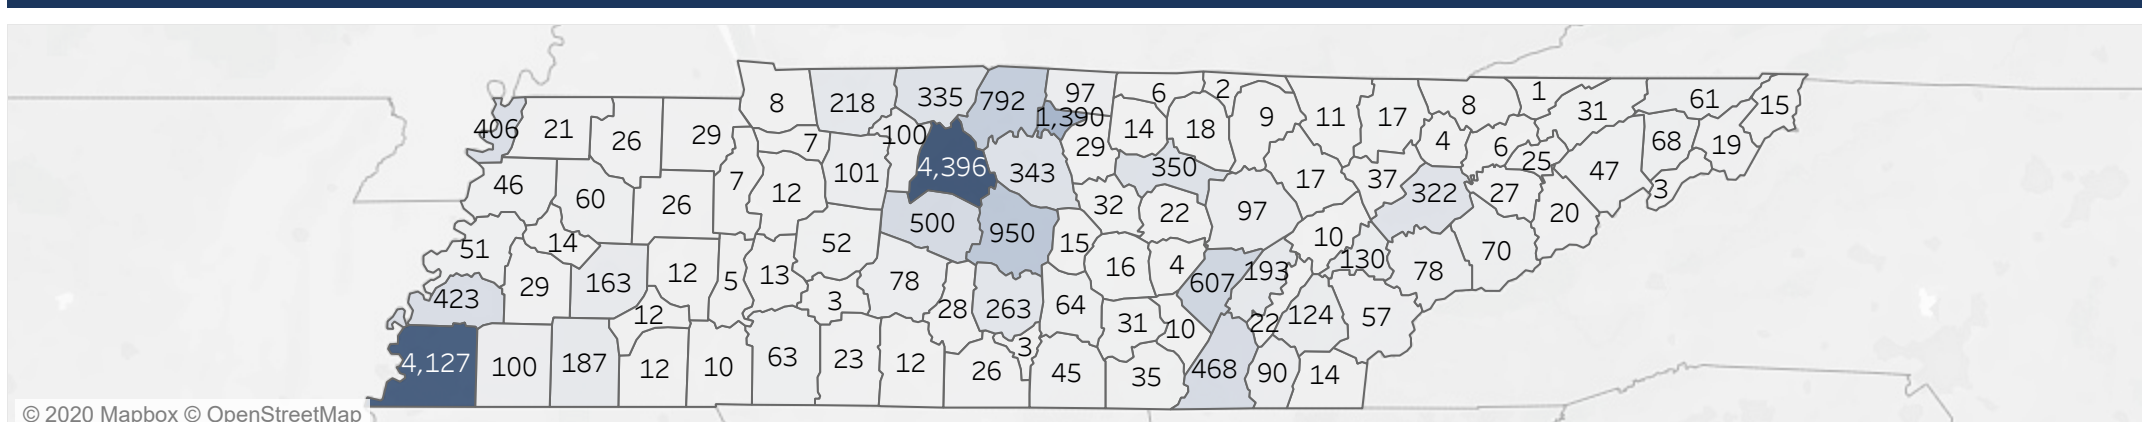 8 218 335 792 97 6 2 9 11 17 8 1 31 61 15
406 21 26 29 7 100 1,390 14 18 4 6 68 19
4,396 343 29 350 25 47
46 60 26 7 12 101 32 22 97 17 37 322 27 20 3
51 14 52 500 950 15 10 130 70
423 29 163 12 5 13 3 78 28 263 64 16 4 607 193 78
12 31 10 22 124 57
4,127 100 187 12 10 63 23 12 26 3 45 35 468 90 14
© 2020 Mapbox © OpenStreetMap